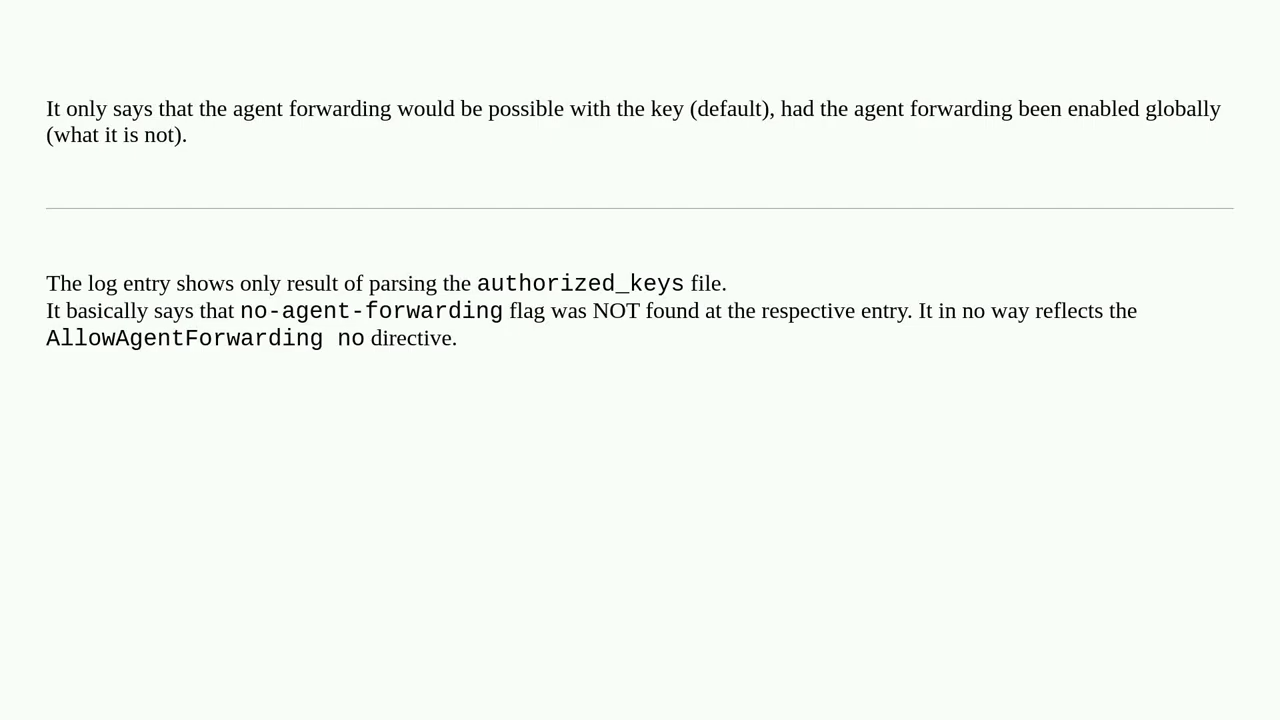 It only says that the agent forwarding would be possible with the key (default), had the agent forwarding been enabled globally
(what it is not).
The log entry shows only result of parsing the authorized_keys file.
It basically says that no-agent-forwarding flag was NOT found at the respective entry. It in no way reflects the
AllowAgentForwarding no directive.